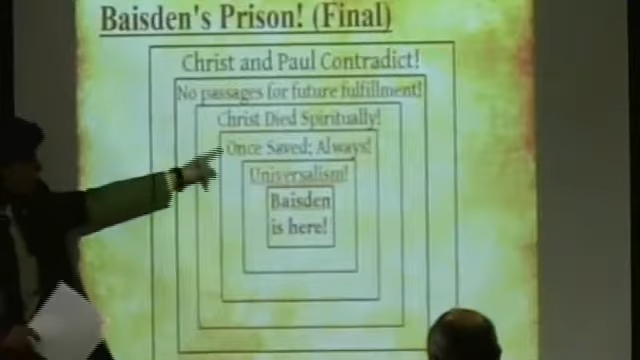 Baisden's Prison! (Final)
Christ and Paul Contradict!
No passages for future fulfillment!
Christ Died Spiritually!
Once Saved; Always!
Universalism!
Baisden
is here!